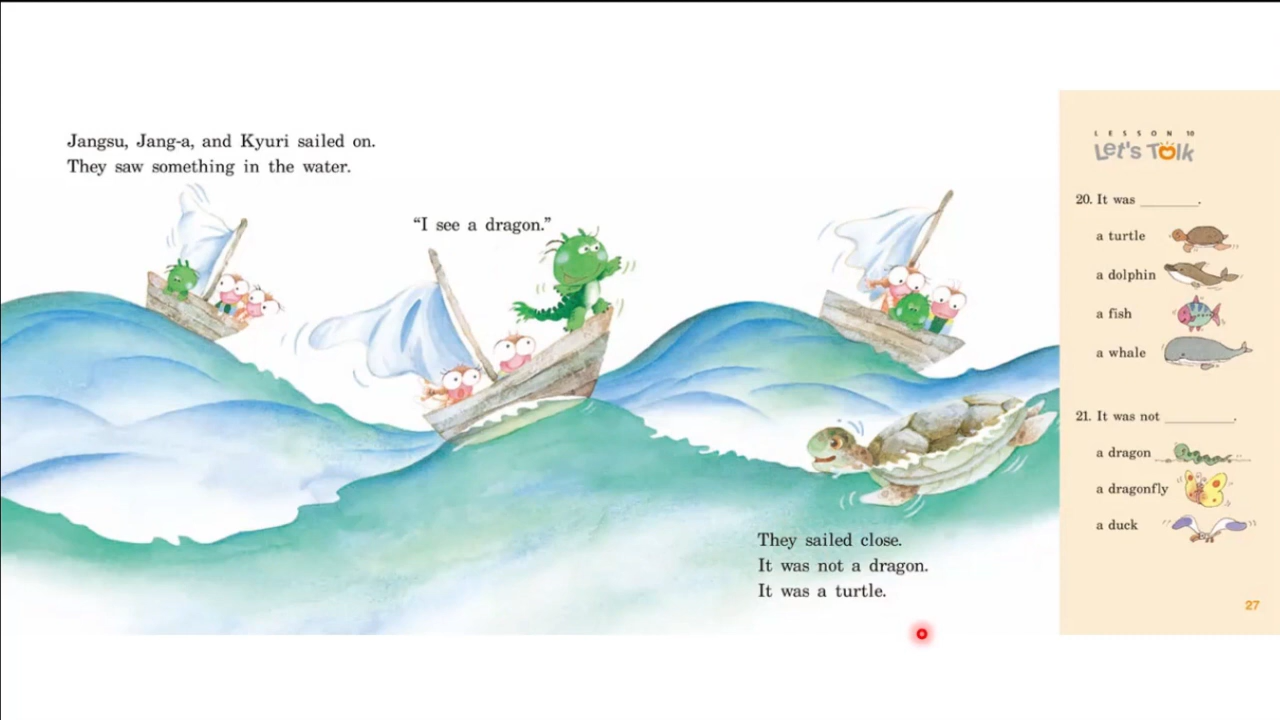 Jangsu, Jang-a, and Kyuri sailed on.
They saw something in the water.
“I see a dragon.”
They sailed close.
It was not a dragon.
It was a turtle.
LESSON 10
Let's Talk
20. It was ________.
a turtle
a dolphin
a fish
a whale
21. It was not __________.
a dragon
a dragonfly
a duck
27